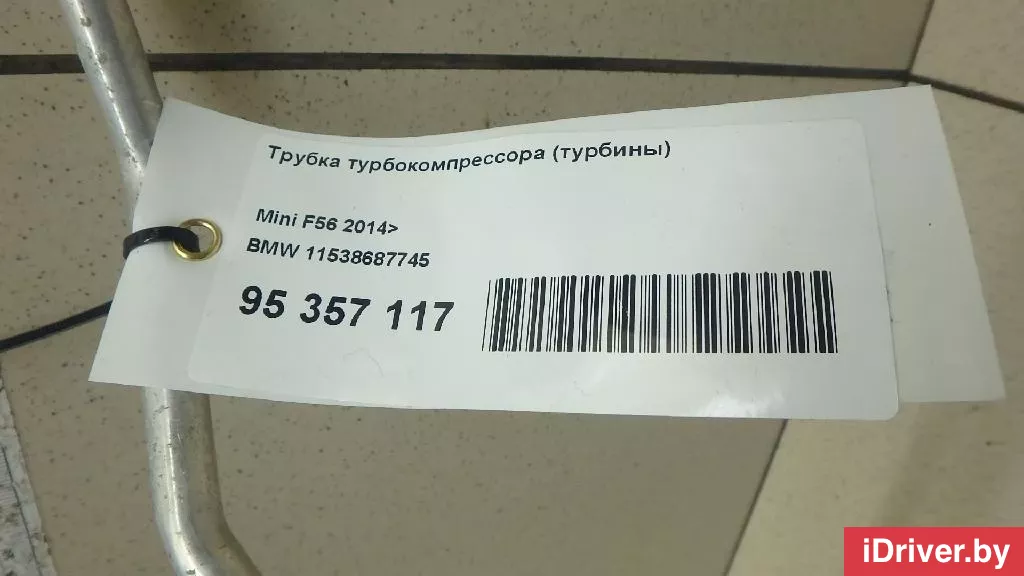 Трубка турбокомпрессора (турбины)
Mini F56 2014>
BMW 11538687745
95 357 117
iDriver.by